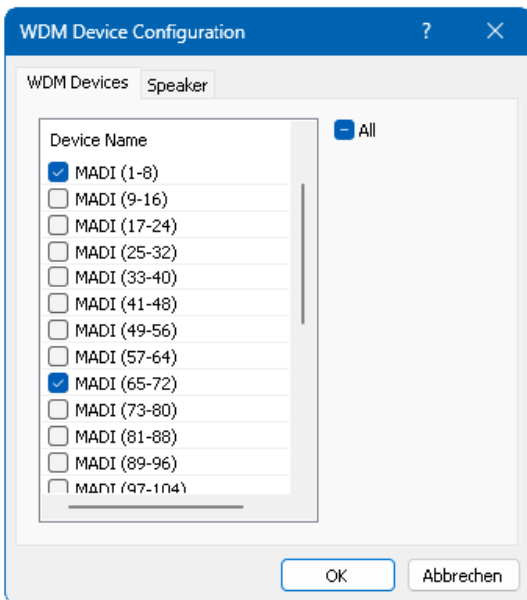 WDM Device Configuration ?
WDM Devices Speaker
Device Name
All
MADI (1-8)
MADI (9-16)
MADI (17-24)
MADI (25-32)
MADI (33-40)
MADI (41-48)
MADI (49-56)
MADI (57-64)
MADI (65-72)
MADI (73-80)
MADI (81-88)
MADI (89-96)
MADI (97-104)
OK Abbrechen